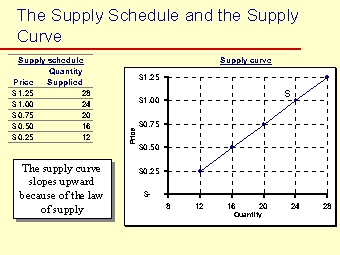 The Supply Schedule and the Supply
Curve
Supply schedule
Quantity
Price Supplied
$1.25 28
$1.00 24
$0.75 20
$0.50 16
$0.25 12
The supply curve
slopes upward
because of the law
of supply
Supply curve
$1.25
$1.00
$0.75
$0.50
$0.25
$-
Price
S
8 12 16 20 24 28
Quantity